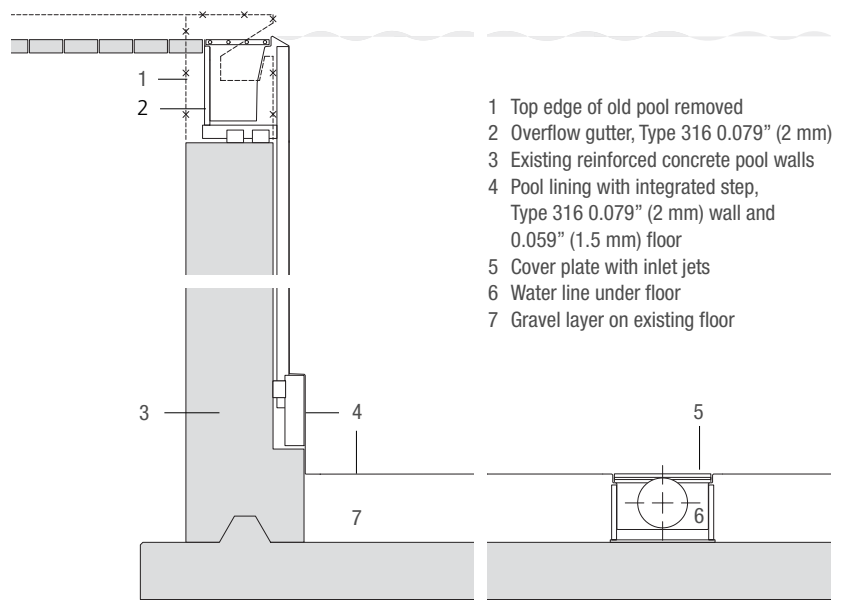 1 Top edge of old pool removed
2 Overflow gutter, Type 316 0.079” (2 mm)
3 Existing reinforced concrete pool walls
4 Pool lining with integrated step,
Type 316 0.079” (2 mm) wall and
0.059” (1.5 mm) floor
5 Cover plate with inlet jets
6 Water line under floor
7 Gravel layer on existing floor
1
2
3
4
5
6
7